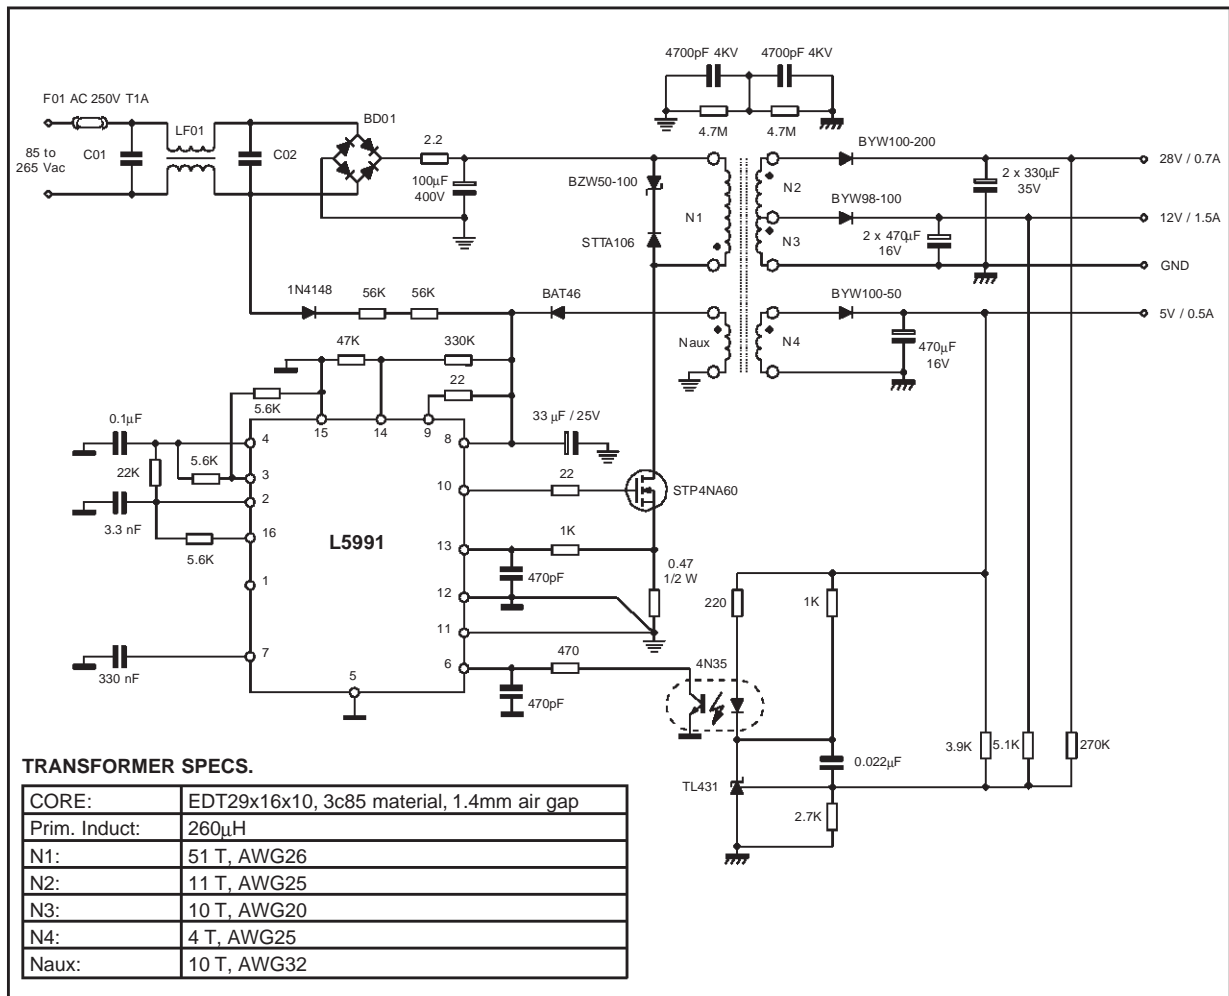 4700pF 4KV 4700pF 4KV
F01 AC 250V T1A
LF01
BD01
4.7M 4.7M
BYW100-200
85 to
265 Vac
C01
C02
2.2
28V / 0.7A
100µF
400V
BZW50-100
N2
2 x 330µF
35V
N1
BYW98-100
12V / 1.5A
STTA106
N3
2 x 470µF
16V
GND
1N4148
56K 56K
BAT46
BYW100-50
5V / 0.5A
47K 330K
Naux
N4
470µF
16V
22
5.6K
0.1µF
15 14 9
33 µF / 25V
4 8
5.6K
22K
3
22
10
STP4NA60
2
3.3 nF
16
L5991
1K
5.6K
13
0.47
1/2 W
470pF
1
12
220
1K
11
7
470
4N35
330 nF
6
5
470pF
3.9K 5.1K 270K
0.022µF
TL431
2.7K
TRANSFORMER SPECS.
CORE: EDT29x16x10, 3c85 material, 1.4mm air gap
Prim. Induct: 260µH
N1: 51 T, AWG26
N2: 11 T, AWG25
N3: 10 T, AWG20
N4: 4 T, AWG25
Naux: 10 T, AWG32